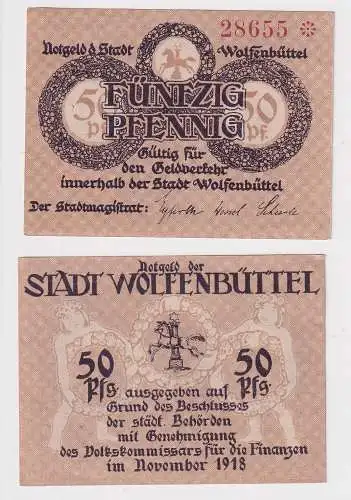 28655 ※
Notgeld d Stadt Wolfenbüttel
50 FÜNFZIG 50
Pf. PFENNIG Pf.
Gültig für
den Geldverkehr
innerhalb der Stadt Wolfenbüttel
Der Stadtmagistrat:
Notgeld der
STADT WOLFENBÜTTEL
50 50
Pfg ausgegeben auf Pfg
Grund des Beschlusses
der städt. Behörden
mit Genehmigung
des Volkskommissars für die Finanzen
im November 1918